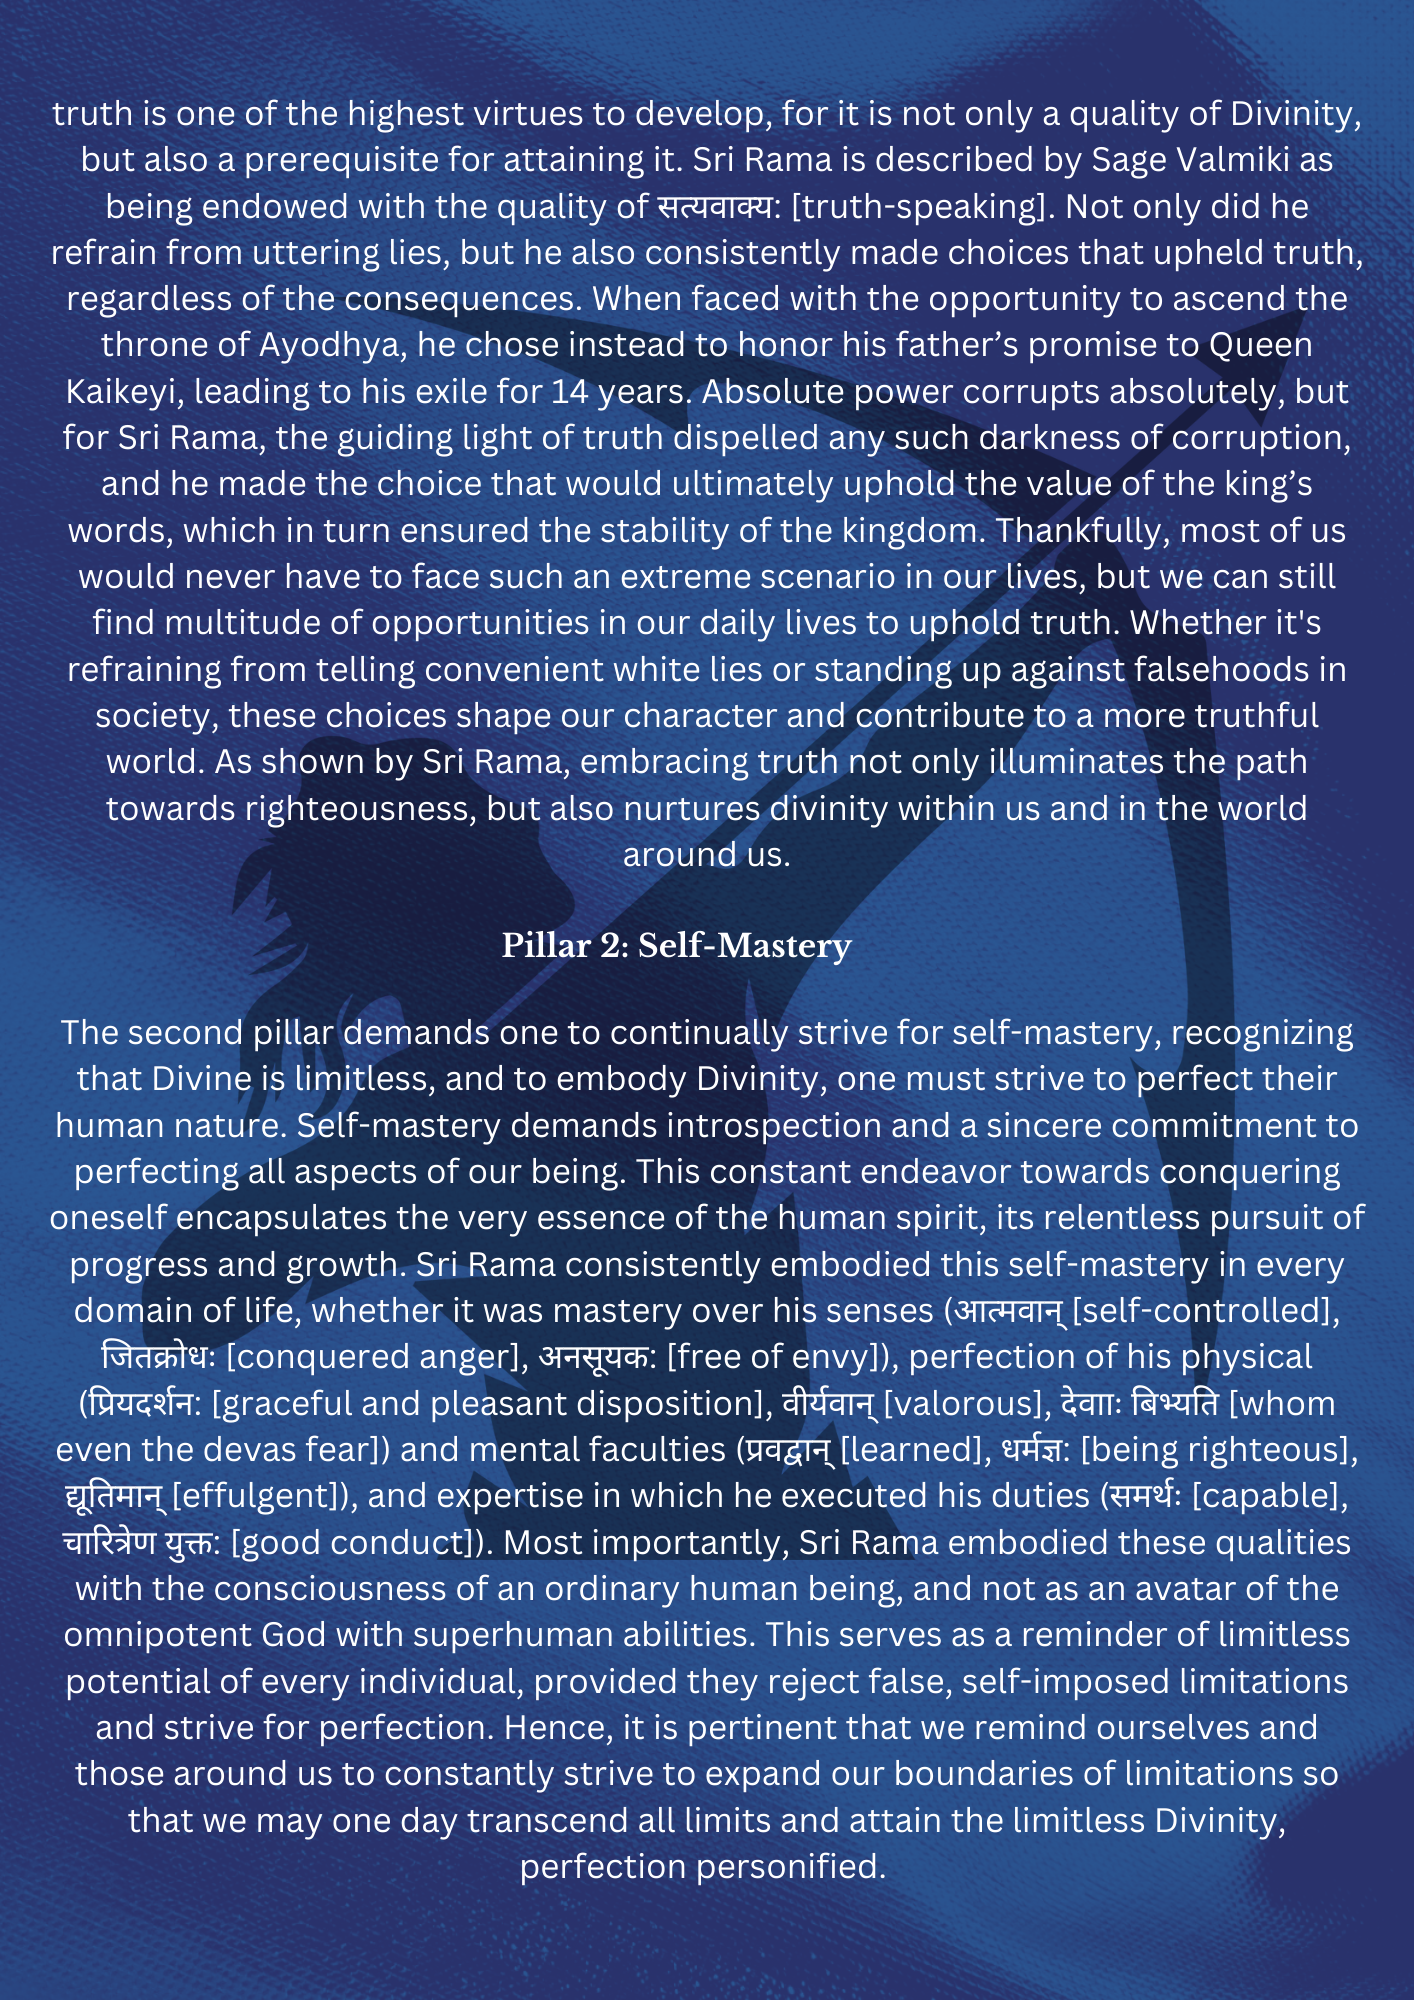 truth is one of the highest virtues to develop, for it is not only a quality of Divinity,
but also a prerequisite for attaining it. Sri Rama is described by Sage Valmiki as
being endowed with the quality of सत्यवाक्य: [truth-speaking]. Not only did he
refrain from uttering lies, but he also consistently made choices that upheld truth,
regardless of the consequences. When faced with the opportunity to ascend the
throne of Ayodhya, he chose instead to honor his father’s promise to Queen
Kaikeyi, leading to his exile for 14 years. Absolute power corrupts absolutely, but
for Sri Rama, the guiding light of truth dispelled any such darkness of corruption,
and he made the choice that would ultimately uphold the value of the king’s
words, which in turn ensured the stability of the kingdom. Thankfully, most of us
would never have to face such an extreme scenario in our lives, but we can still
find multitude of opportunities in our daily lives to uphold truth. Whether it's
refraining from telling convenient white lies or standing up against falsehoods in
society, these choices shape our character and contribute to a more truthful
world. As shown by Sri Rama, embracing truth not only illuminates the path
towards righteousness, but also nurtures divinity within us and in the world
around us.
Pillar 2: Self-Mastery
The second pillar demands one to continually strive for self-mastery, recognizing
that Divine is limitless, and to embody Divinity, one must strive to perfect their
human nature. Self-mastery demands introspection and a sincere commitment to
perfecting all aspects of our being. This constant endeavor towards conquering
oneself encapsulates the very essence of the human spirit, its relentless pursuit of
progress and growth. Sri Rama consistently embodied this self-mastery in every
domain of life, whether it was mastery over his senses (आत्मवान् [self-controlled],
जितक्रोधः [conquered anger], अनसूयक: [free of envy]), perfection of his physical
(प्रियदर्शन: [graceful and pleasant disposition], वीर्यवान् [valorous], देवााः बिभ्यति [whom
even the devas fear]) and mental faculties (प्रवद्वान् [learned], धर्मज्ञ: [being righteous],
द्यूतिमान् [effulgent]), and expertise in which he executed his duties (समर्थः [capable],
चारित्रेण युक्त: [good conduct]). Most importantly, Sri Rama embodied these qualities
with the consciousness of an ordinary human being, and not as an avatar of the
omnipotent God with superhuman abilities. This serves as a reminder of limitless
potential of every individual, provided they reject false, self-imposed limitations
and strive for perfection. Hence, it is pertinent that we remind ourselves and
those around us to constantly strive to expand our boundaries of limitations so
that we may one day transcend all limits and attain the limitless Divinity,
perfection personified.